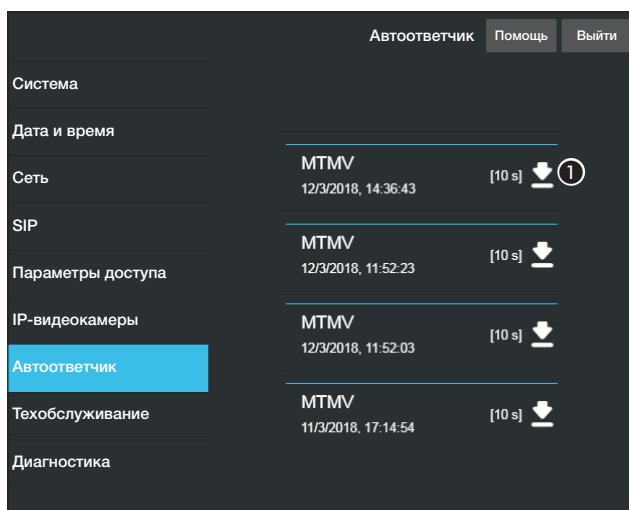 Автоответчик Помощь Выйти
Система
Дата и время
Сеть
SIP
Параметры доступа
IP-видеокамеры
Автоответчик
Техобслуживание
Диагностика
MTMV
12/3/2018, 14:36:43
[10 s] 1
MTMV
12/3/2018, 11:52:23
[10 s]
MTMV
12/3/2018, 11:52:03
[10 s]
MTMV
11/3/2018, 17:14:54
[10 s]